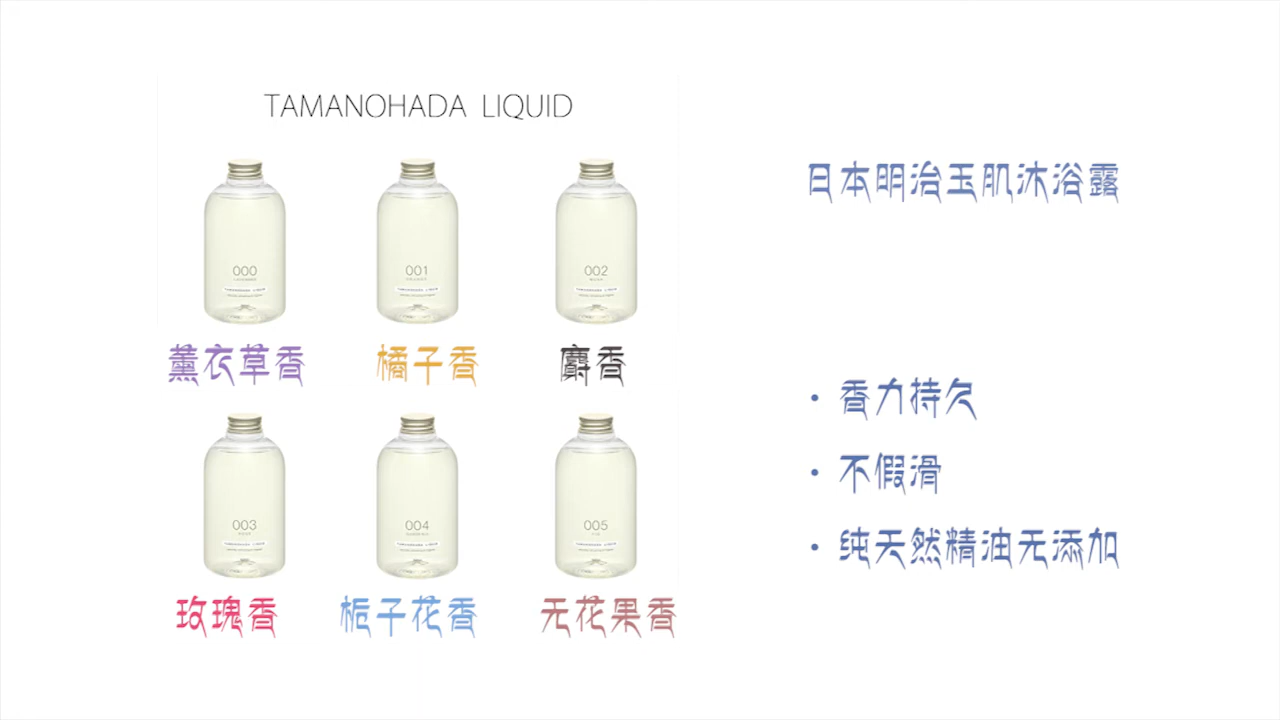 TAMANOHADA LIQUID
000
001
002
薰衣草香
橘子香
麝香
003
004
005
玫瑰香
栀子花香
无花果香
日本明治玉肌沐浴露
• 香力持久
• 不假滑
• 纯天然精油无添加